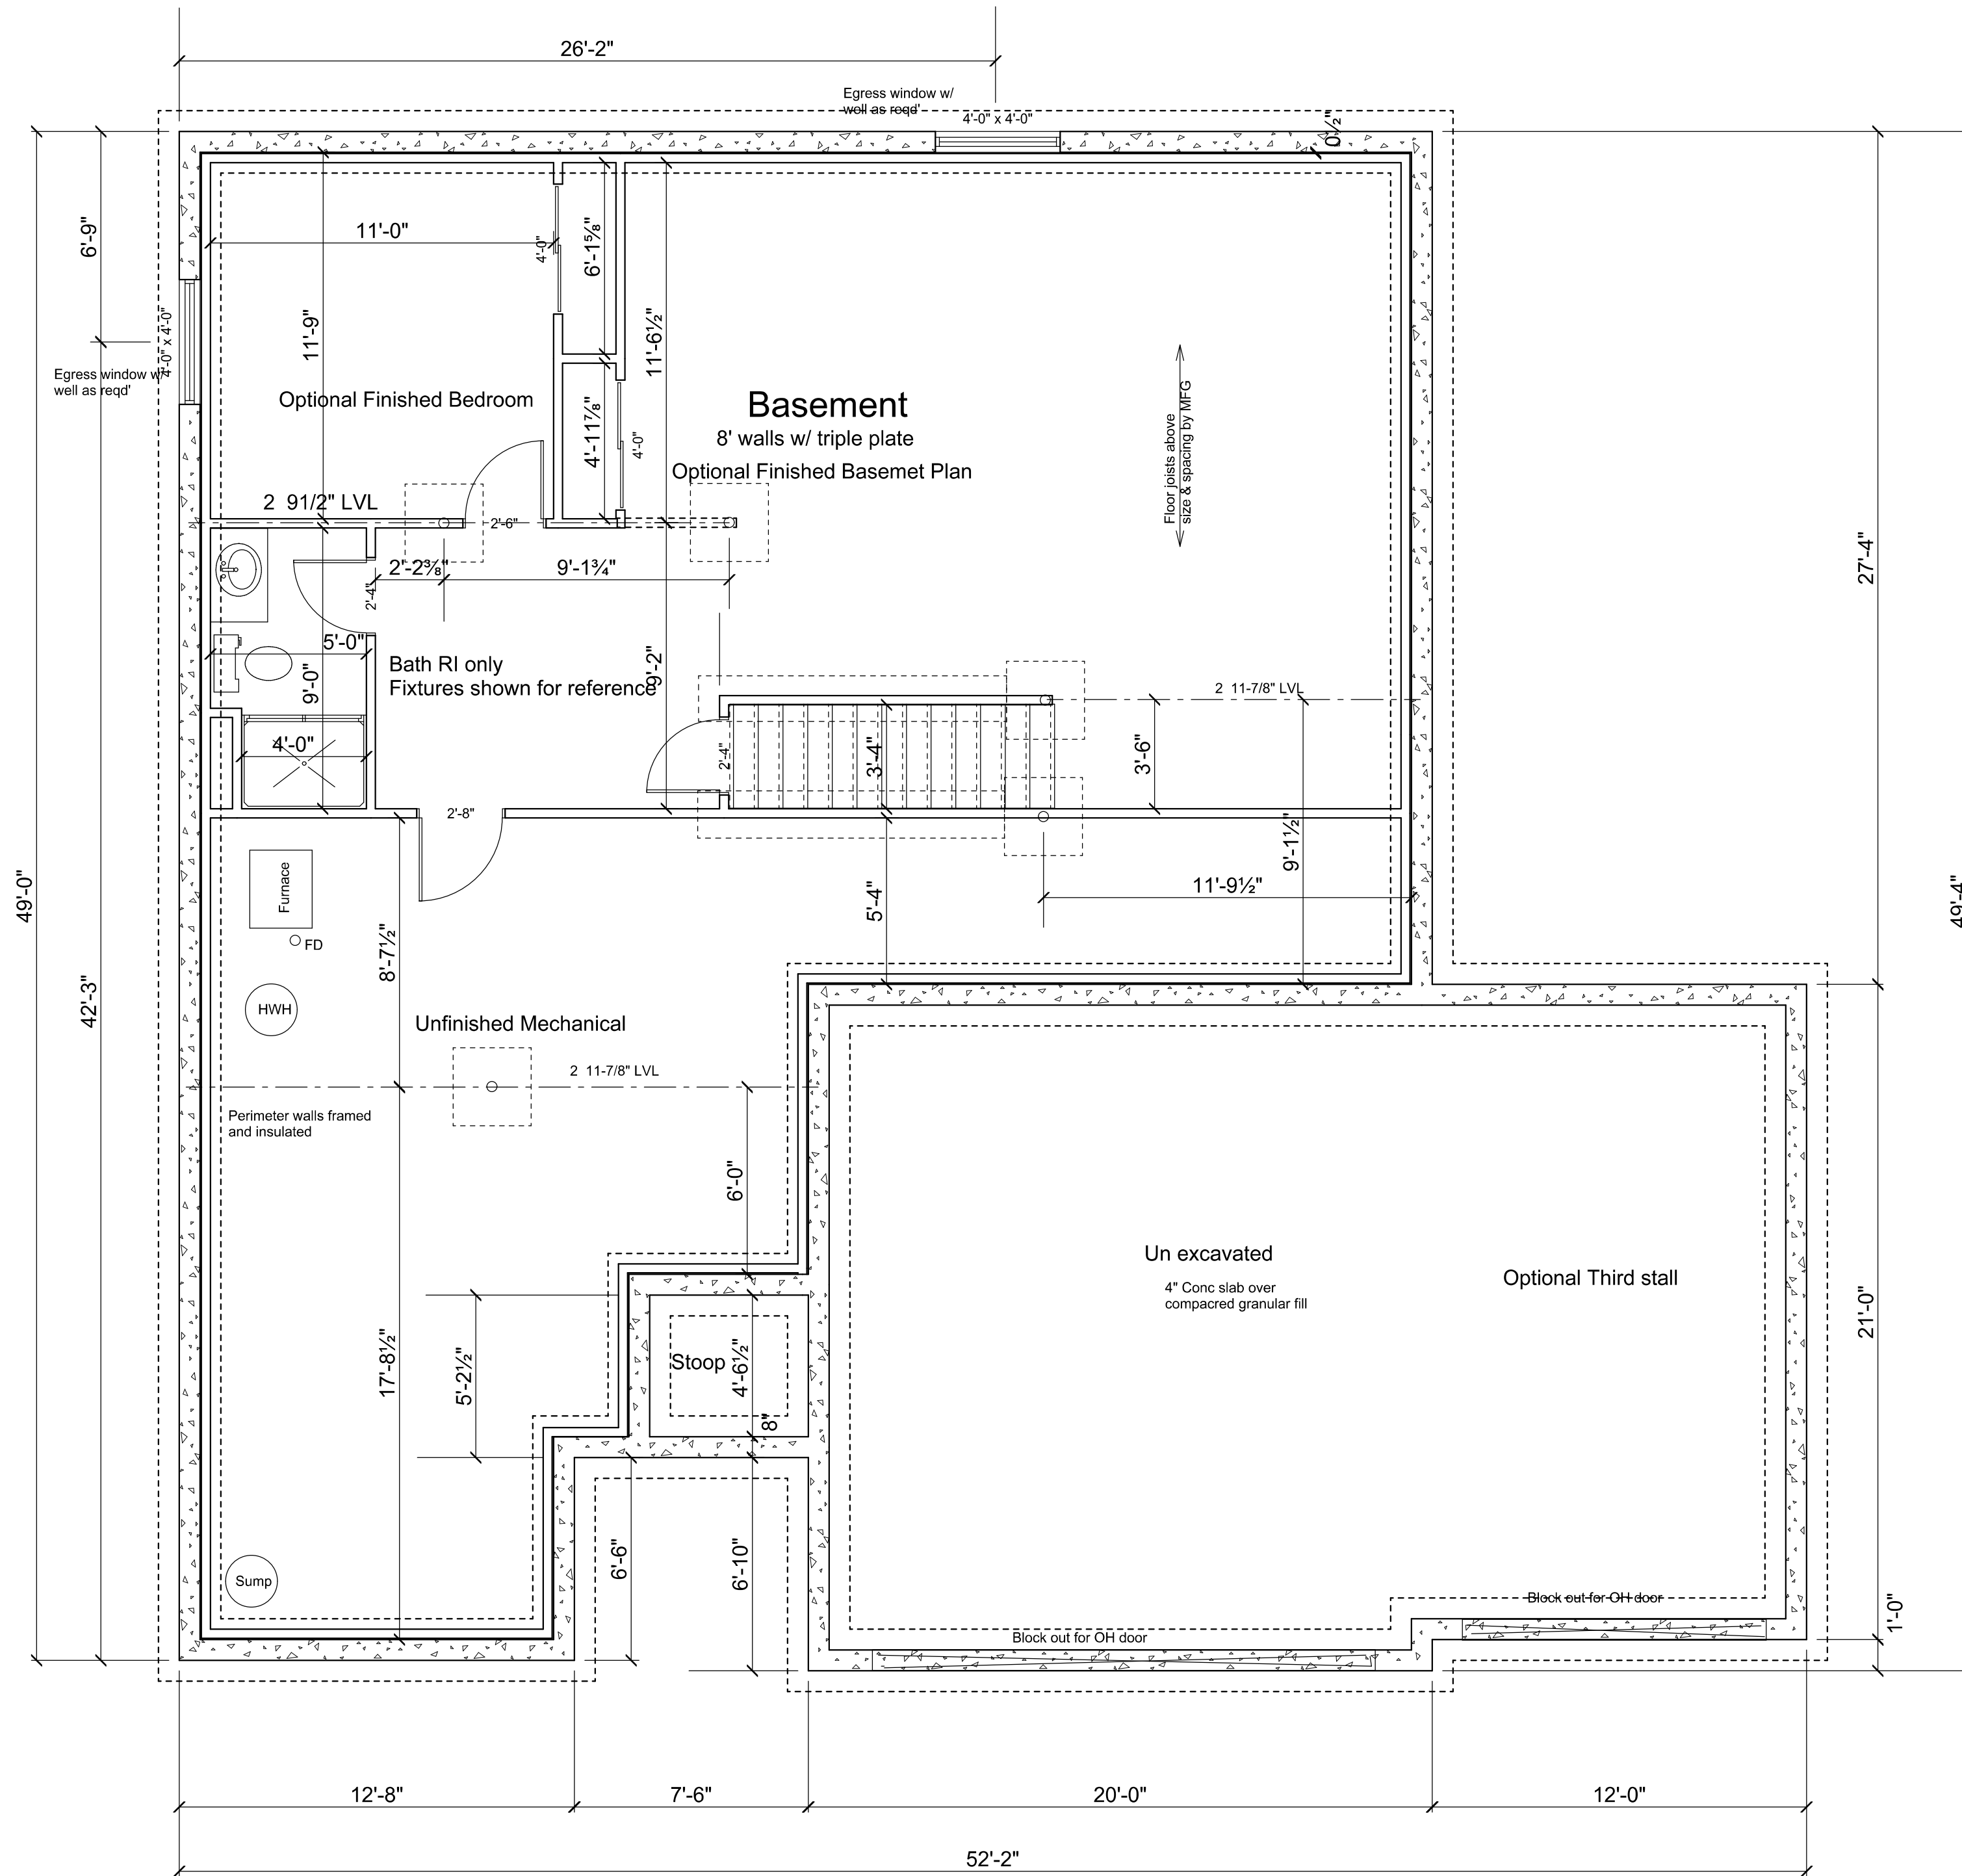 26'-2"
Egress window w/
well as reqd'
4'-0" x 4'-0"
0½"
6'-9"
11'-0"
4'-0"
6'-1⅝"
11'-9"
11'-6½"
4'-0" x 4'-0"
Egress window w/
well as reqd'
Optional Finished Bedroom
Basement
8' walls w/ triple plate
Optional Finished Basemet Plan
4'-11⅞"
4'-0"
Floor joists above
size & spacing by MFG
2 91/2" LVL
2'-6"
27'-4"
2'-2⅜"
9'-1¾"
2'-4"
5'-0"
9'-0"
Bath RI only
Fixtures shown for reference
9'-2"
2 11-7/8" LVL
4'-0"
2'-4"
3'-4"
3'-6"
2'-8"
9'-1½"
49'-0"
Furnace
FD
8'-7½"
5'-4"
11'-9½"
49'-4"
42'-3"
HWH
Unfinished Mechanical
2 11-7/8" LVL
Perimeter walls framed
and insulated
6'-0"
Un excavated
4" Conc slab over
compacred granular fill
Optional Third stall
21'-0"
17'-8½"
5'-2½"
Stoop
4'-6½"
8"
6'-6"
6'-10"
Sump
Block out for OH door
Block out for OH door
1'-0"
12'-8"
7'-6"
20'-0"
12'-0"
52'-2"